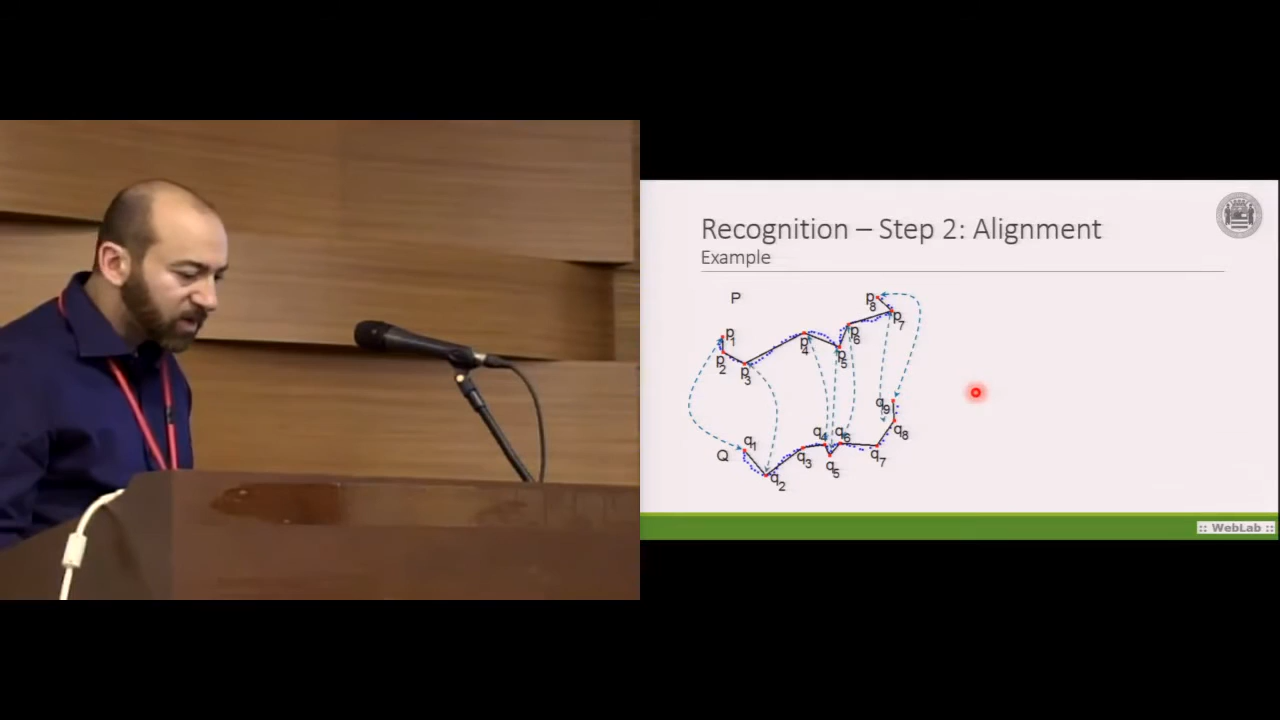 Recognition – Step 2: Alignment
Example
P
p8
p7
p1
p6
p4
p5
p2
p3
q9
q8
q1
q4
q6
Q
q3
q7
q5
q2
:: WebLab ::